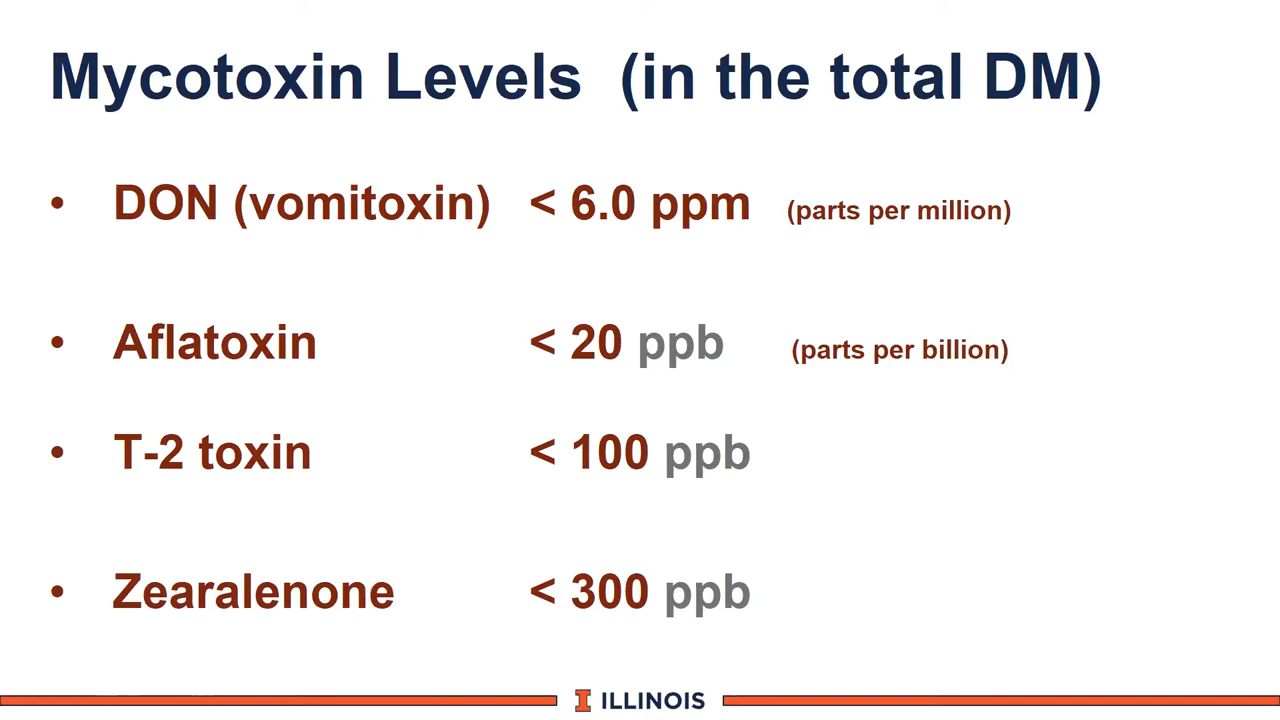 Mycotoxin Levels (in the total DM)
• DON (vomitoxin) < 6.0 ppm (parts per million)
• Aflatoxin < 20 ppb (parts per billion)
• T-2 toxin < 100 ppb
• Zearalenone < 300 ppb
I ILLINOIS